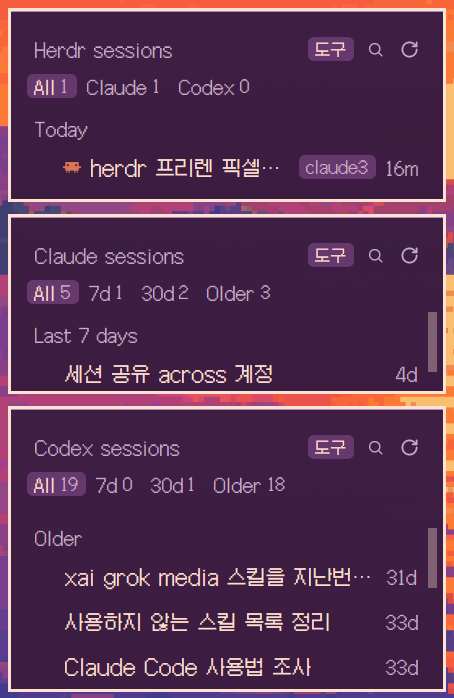 Herdr sessions 도구
All 1 Claude 1 Codex 0
Today
herdr 프리렌 픽셀… claude3 16m
Claude sessions 도구
All 5 7d 1 30d 2 Older 3
Last 7 days
세션 공유 across 계정 4d
Codex sessions 도구
All 19 7d 0 30d 1 Older 18
Older
xai grok media 스킬을 지난번… 31d
사용하지 않는 스킬 목록 정리 33d
Claude Code 사용법 조사 33d